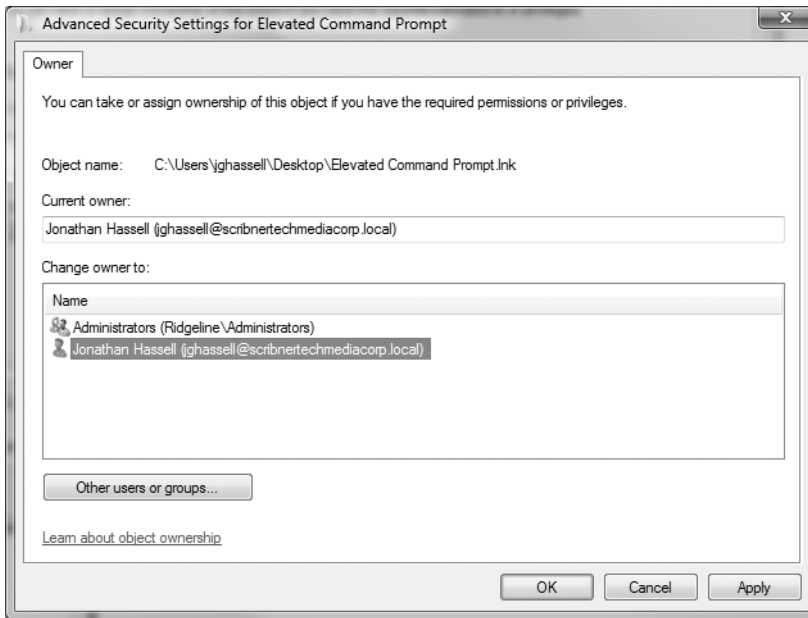 Advanced Security Settings for Elevated Command Prompt
Owner
You can take or assign ownership of this object if you have the required permissions or privileges.
Object name: C:\Users\jghassell\Desktop\Elevated Command Prompt.lnk
Current owner:
Jonathan Hassell (jghassell@scribnertechmediacorp.local)
Change owner to:
Name
Administrators (Ridgeline\Administrators)
Jonathan Hassell (jghassell@scribnertechmediacorp.local)
Other users or groups...
Learn about object ownership
OK Cancel Apply